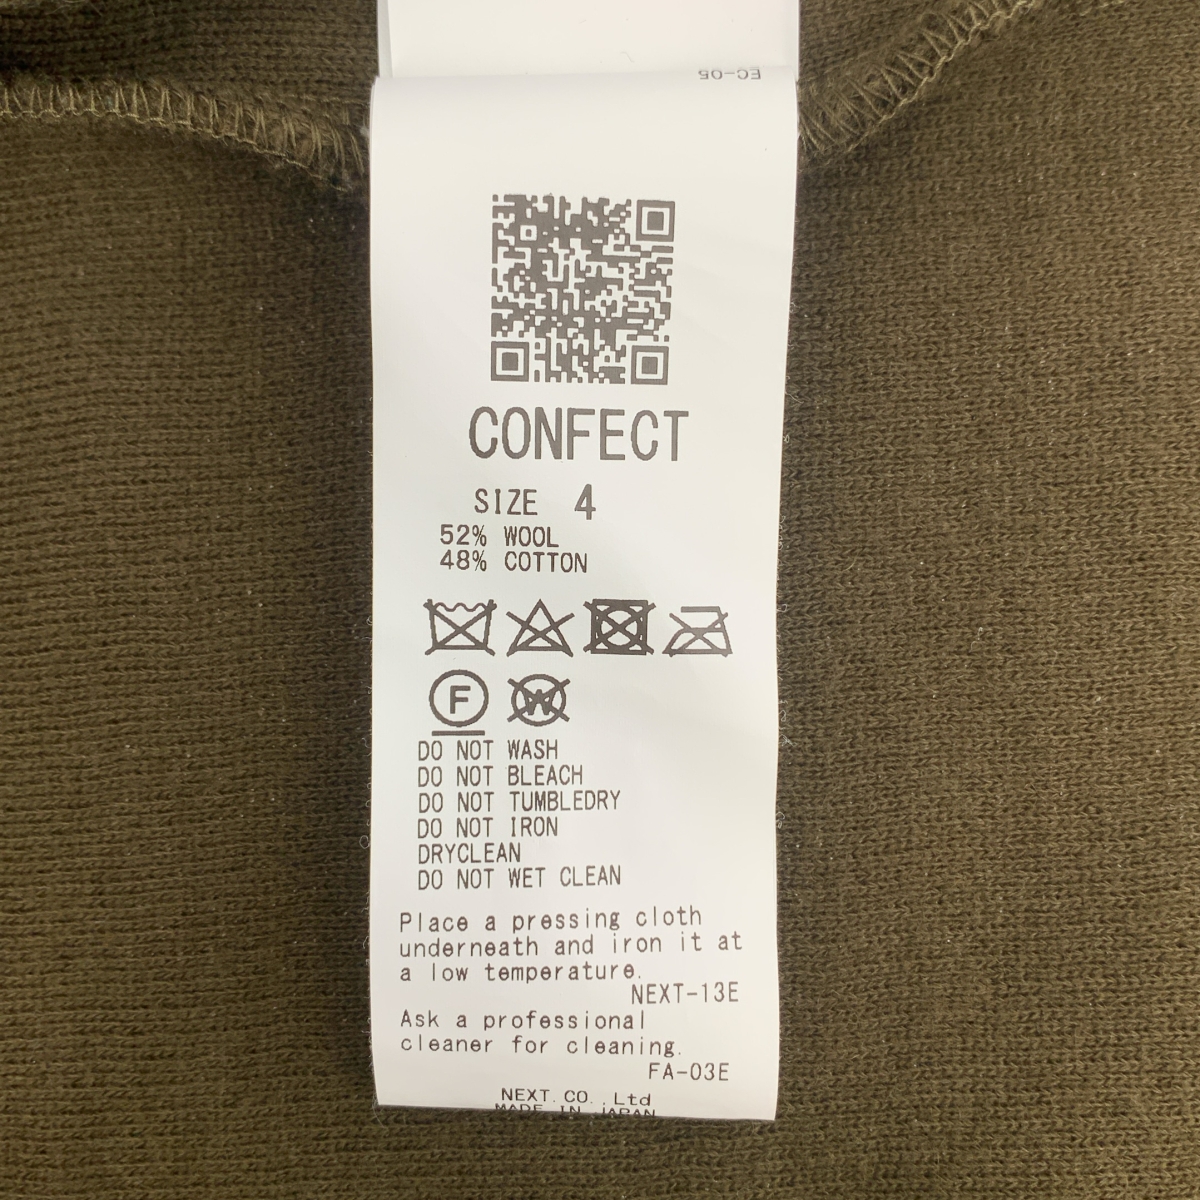 EC-05
CONFECT
SIZE 4
52% WOOL
48% COTTON
F
W
DO NOT WASH
DO NOT BLEACH
DO NOT TUMBLEDRY
DO NOT IRON
DRYCLEAN
DO NOT WET CLEAN
Place a pressing cloth
underneath and iron it at
a low temperature.
NEXT-13E
Ask a professional
cleaner for cleaning.
FA-03E
NEXT. CO., Ltd
MADE IN JAPAN